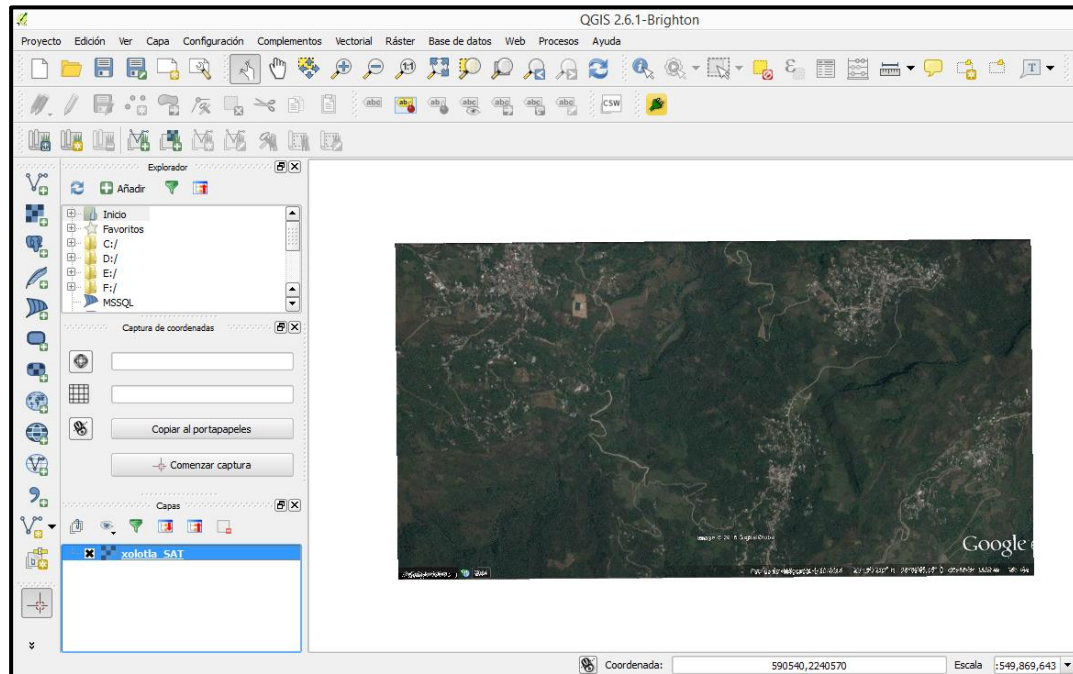 QGIS 2.6.1-Brighton
Proyecto Edición Ver Capa Configuración Complementos Vectorial Ráster Base de datos Web Procesos Ayuda
CSW
Explorador
Añadir
Inicio
Favoritos
C:/
D:/
E:/
F:/
MSSQL
Captura de coordenadas
Copiar al portapapeles
Comenzar captura
Capas
xolotla_SAT
Google
Coordenada: 590540,2240570 Escala :549,869,643